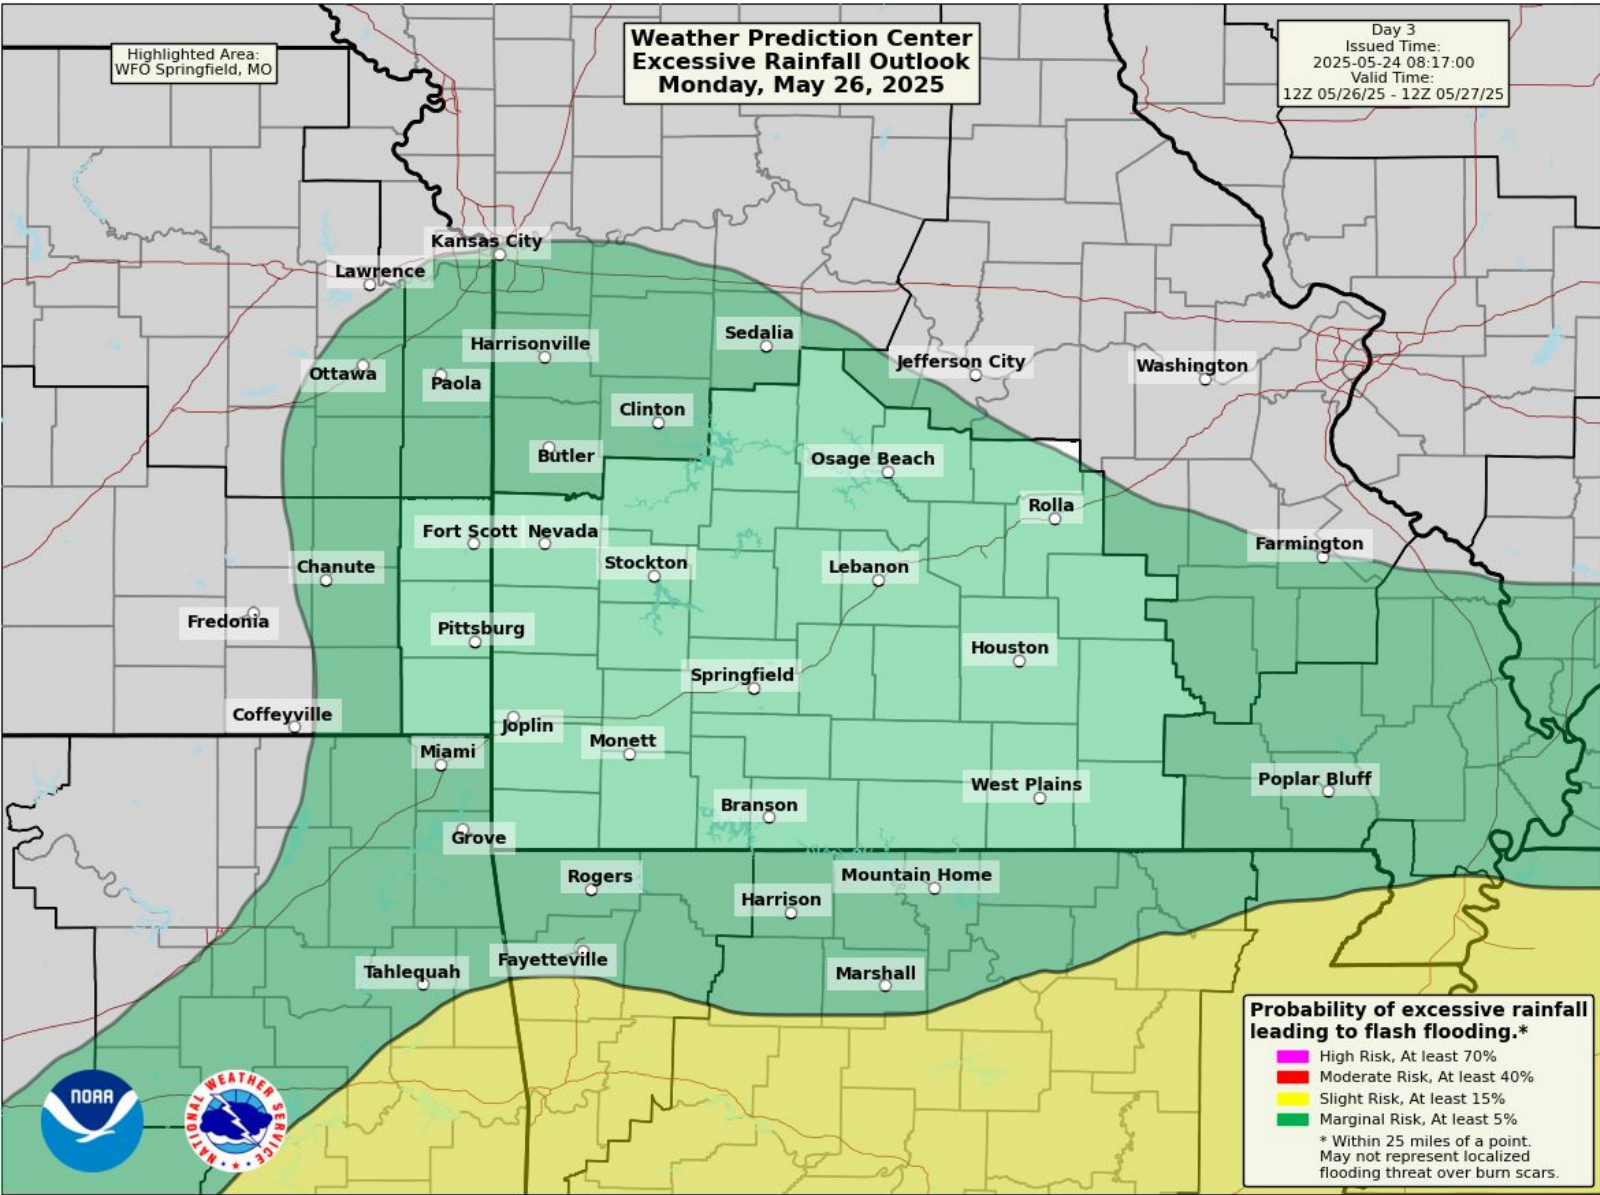 Highlighted Area:
WFO Springfield, MO
Weather Prediction Center
Excessive Rainfall Outlook
Monday, May 26, 2025
Day 3
Issued Time:
2025-05-24 08:17:00
Valid Time:
12Z 05/26/25 - 12Z 05/27/25
Kansas City
Lawrence
Sedalia
Harrisonville
Jefferson City
Washington
Ottawa
Paola
Clinton
Butler
Osage Beach
Rolla
Fort Scott
Nevada
Farmington
Stockton
Chanute
Lebanon
Fredonia
Pittsburg
Houston
Springfield
Coffeyville
Joplin
Monett
Miami
Poplar Bluff
West Plains
Branson
Grove
Rogers
Mountain Home
Harrison
Fayetteville
Tahlequah
Marshall
Probability of excessive rainfall
leading to flash flooding.*
High Risk, At least 70%
Moderate Risk, At least 40%
Slight Risk, At least 15%
Marginal Risk, At least 5%
* Within 25 miles of a point.
May not represent localized
flooding threat over burn scars.
NOAA
NATIONAL WEATHER SERVICE